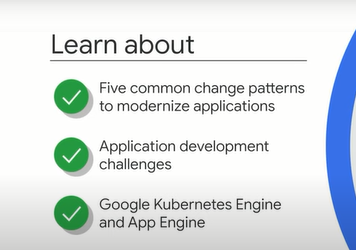 Learn about
Five common change patterns
to modernize applications
Application development
challenges
Google Kubernetes Engine
and App Engine